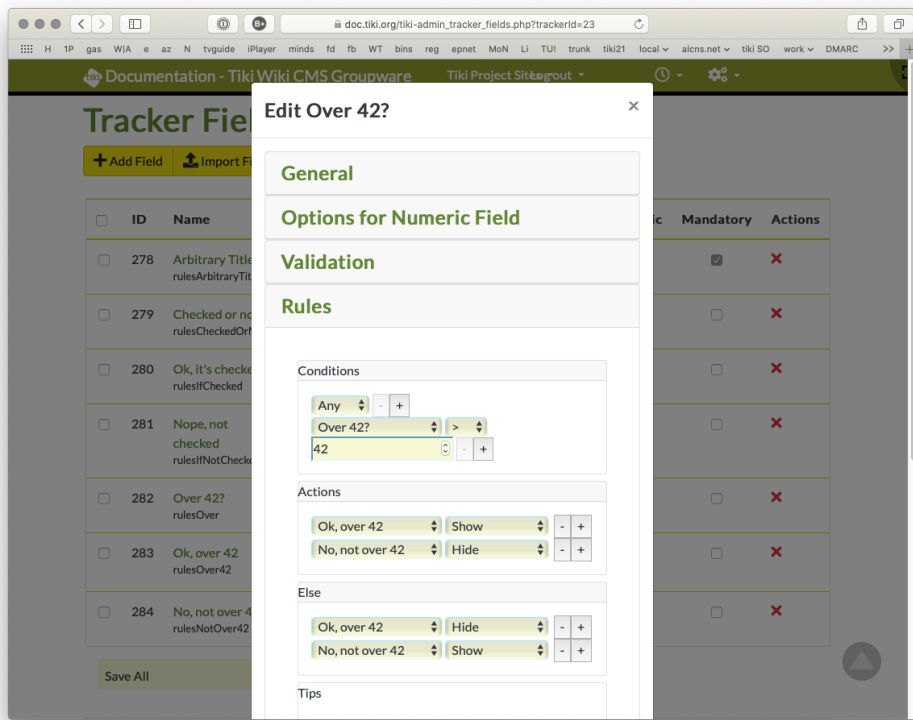 doc.tiki.org/tiki-admin_tracker_fields.php?trackerId=23
H 1P gas W|A e az N tvguide iPlayer minds fd fb WT bins reg epnet MoN Li TU! trunk tiki21 local alcns.net tiki SO work DMARC >> +
tiki Documentation - Tiki Wiki CMS Groupware Tiki Project Sites Logout
Tracker Fie
Edit Over 42? ×
+ Add Field Import Fi
General
Options for Numeric Field
Validation
Rules
ID Name ic Mandatory Actions
278 Arbitrary Title
rulesArbitraryTit
279 Checked or no
rulesCheckedOrN
280 Ok, it's checke
rulesIfChecked
281 Nope, not
checked
rulesIfNotChecke
282 Over 42?
rulesOver
283 Ok, over 42
rulesOver42
284 No, not over 4
rulesNotOver42
Save All
Conditions
Any - +
Over 42? >
42 - +
Actions
Ok, over 42 Show - +
No, not over 42 Hide - +
Else
Ok, over 42 Hide - +
No, not over 42 Show - +
Tips